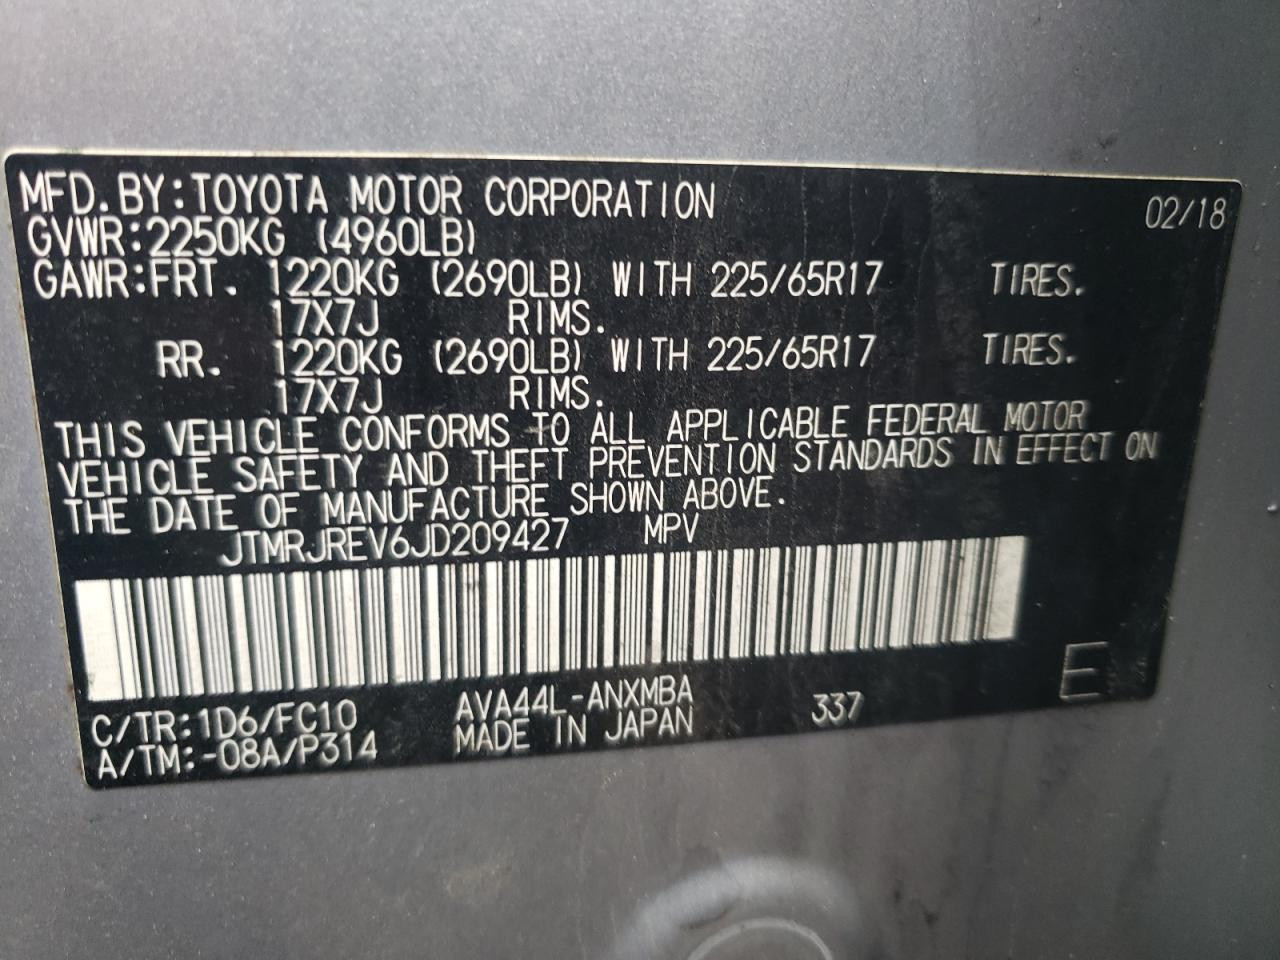 MFD. BY: TOYOTA MOTOR CORPORATION 02/18
GVWR: 2250KG (4960LB)
GAWR: FRT. 1220KG (2690LB) WITH 225/65R17 TIRES.
17X7J RIMS.
RR. 1220KG (2690LB) WITH 225/65R17 TIRES.
17X7J RIMS.
THIS VEHICLE CONFORMS TO ALL APPLICABLE FEDERAL MOTOR
VEHICLE SAFETY AND THEFT PREVENTION STANDARDS IN EFFECT ON
THE DATE OF MANUFACTURE SHOWN ABOVE.
JTMRJREV6JD209427 MPV
C/TR: 1D6/FC10 AVA44L-ANXMBA 337 E
A/TM: -08A/P314 MADE IN JAPAN